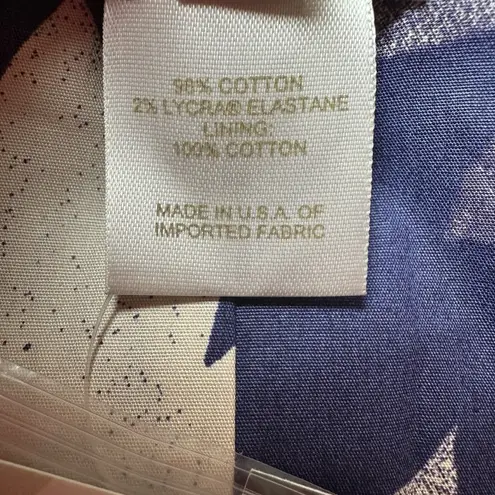 98% COTTON
2% LYCRA® ELASTANE
LINING:
100% COTTON
MADE IN U.S.A. OF
IMPORTED FABRIC